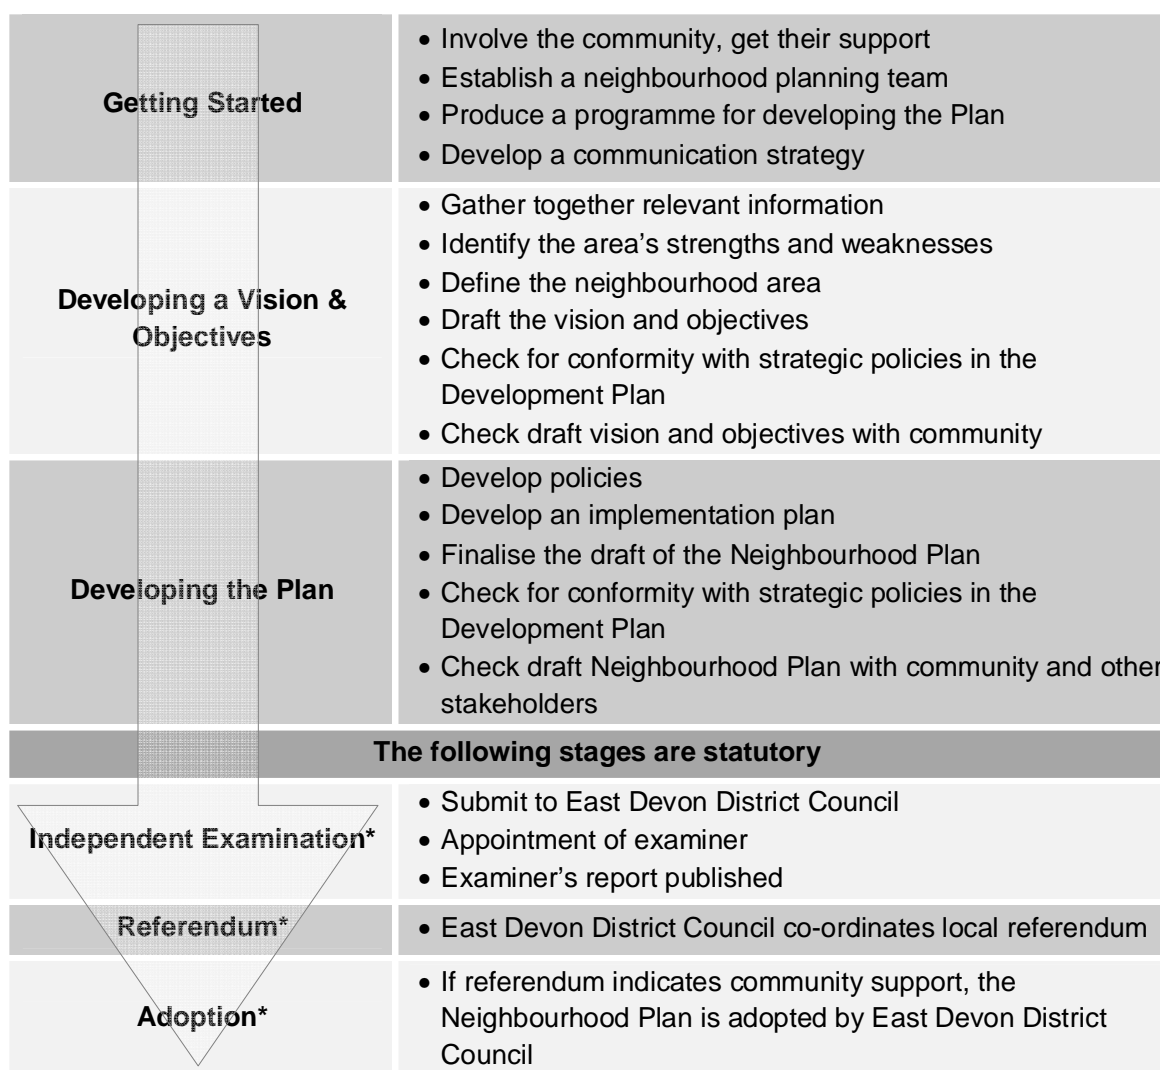 Getting Started
• Involve the community, get their support
• Establish a neighbourhood planning team
• Produce a programme for developing the Plan
• Develop a communication strategy
Developing a Vision &
Objectives
• Gather together relevant information
• Identify the area’s strengths and weaknesses
• Define the neighbourhood area
• Draft the vision and objectives
• Check for conformity with strategic policies in the
Development Plan
• Check draft vision and objectives with community
Developing the Plan
• Develop policies
• Develop an implementation plan
• Finalise the draft of the Neighbourhood Plan
• Check for conformity with strategic policies in the
Development Plan
• Check draft Neighbourhood Plan with community and other
stakeholders
The following stages are statutory
Independent Examination*
• Submit to East Devon District Council
• Appointment of examiner
• Examiner’s report published
Referendum*
• East Devon District Council co-ordinates local referendum
Adoption*
• If referendum indicates community support, the
Neighbourhood Plan is adopted by East Devon District
Council